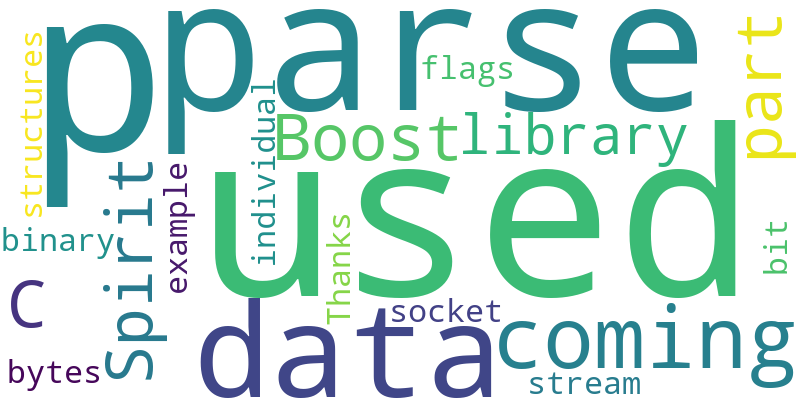 p
parse
structures
flags
part
individual
Boost
library
used
Spirit
example
binary
Thanks
bit
C
data
socket
coming
bytes
stream